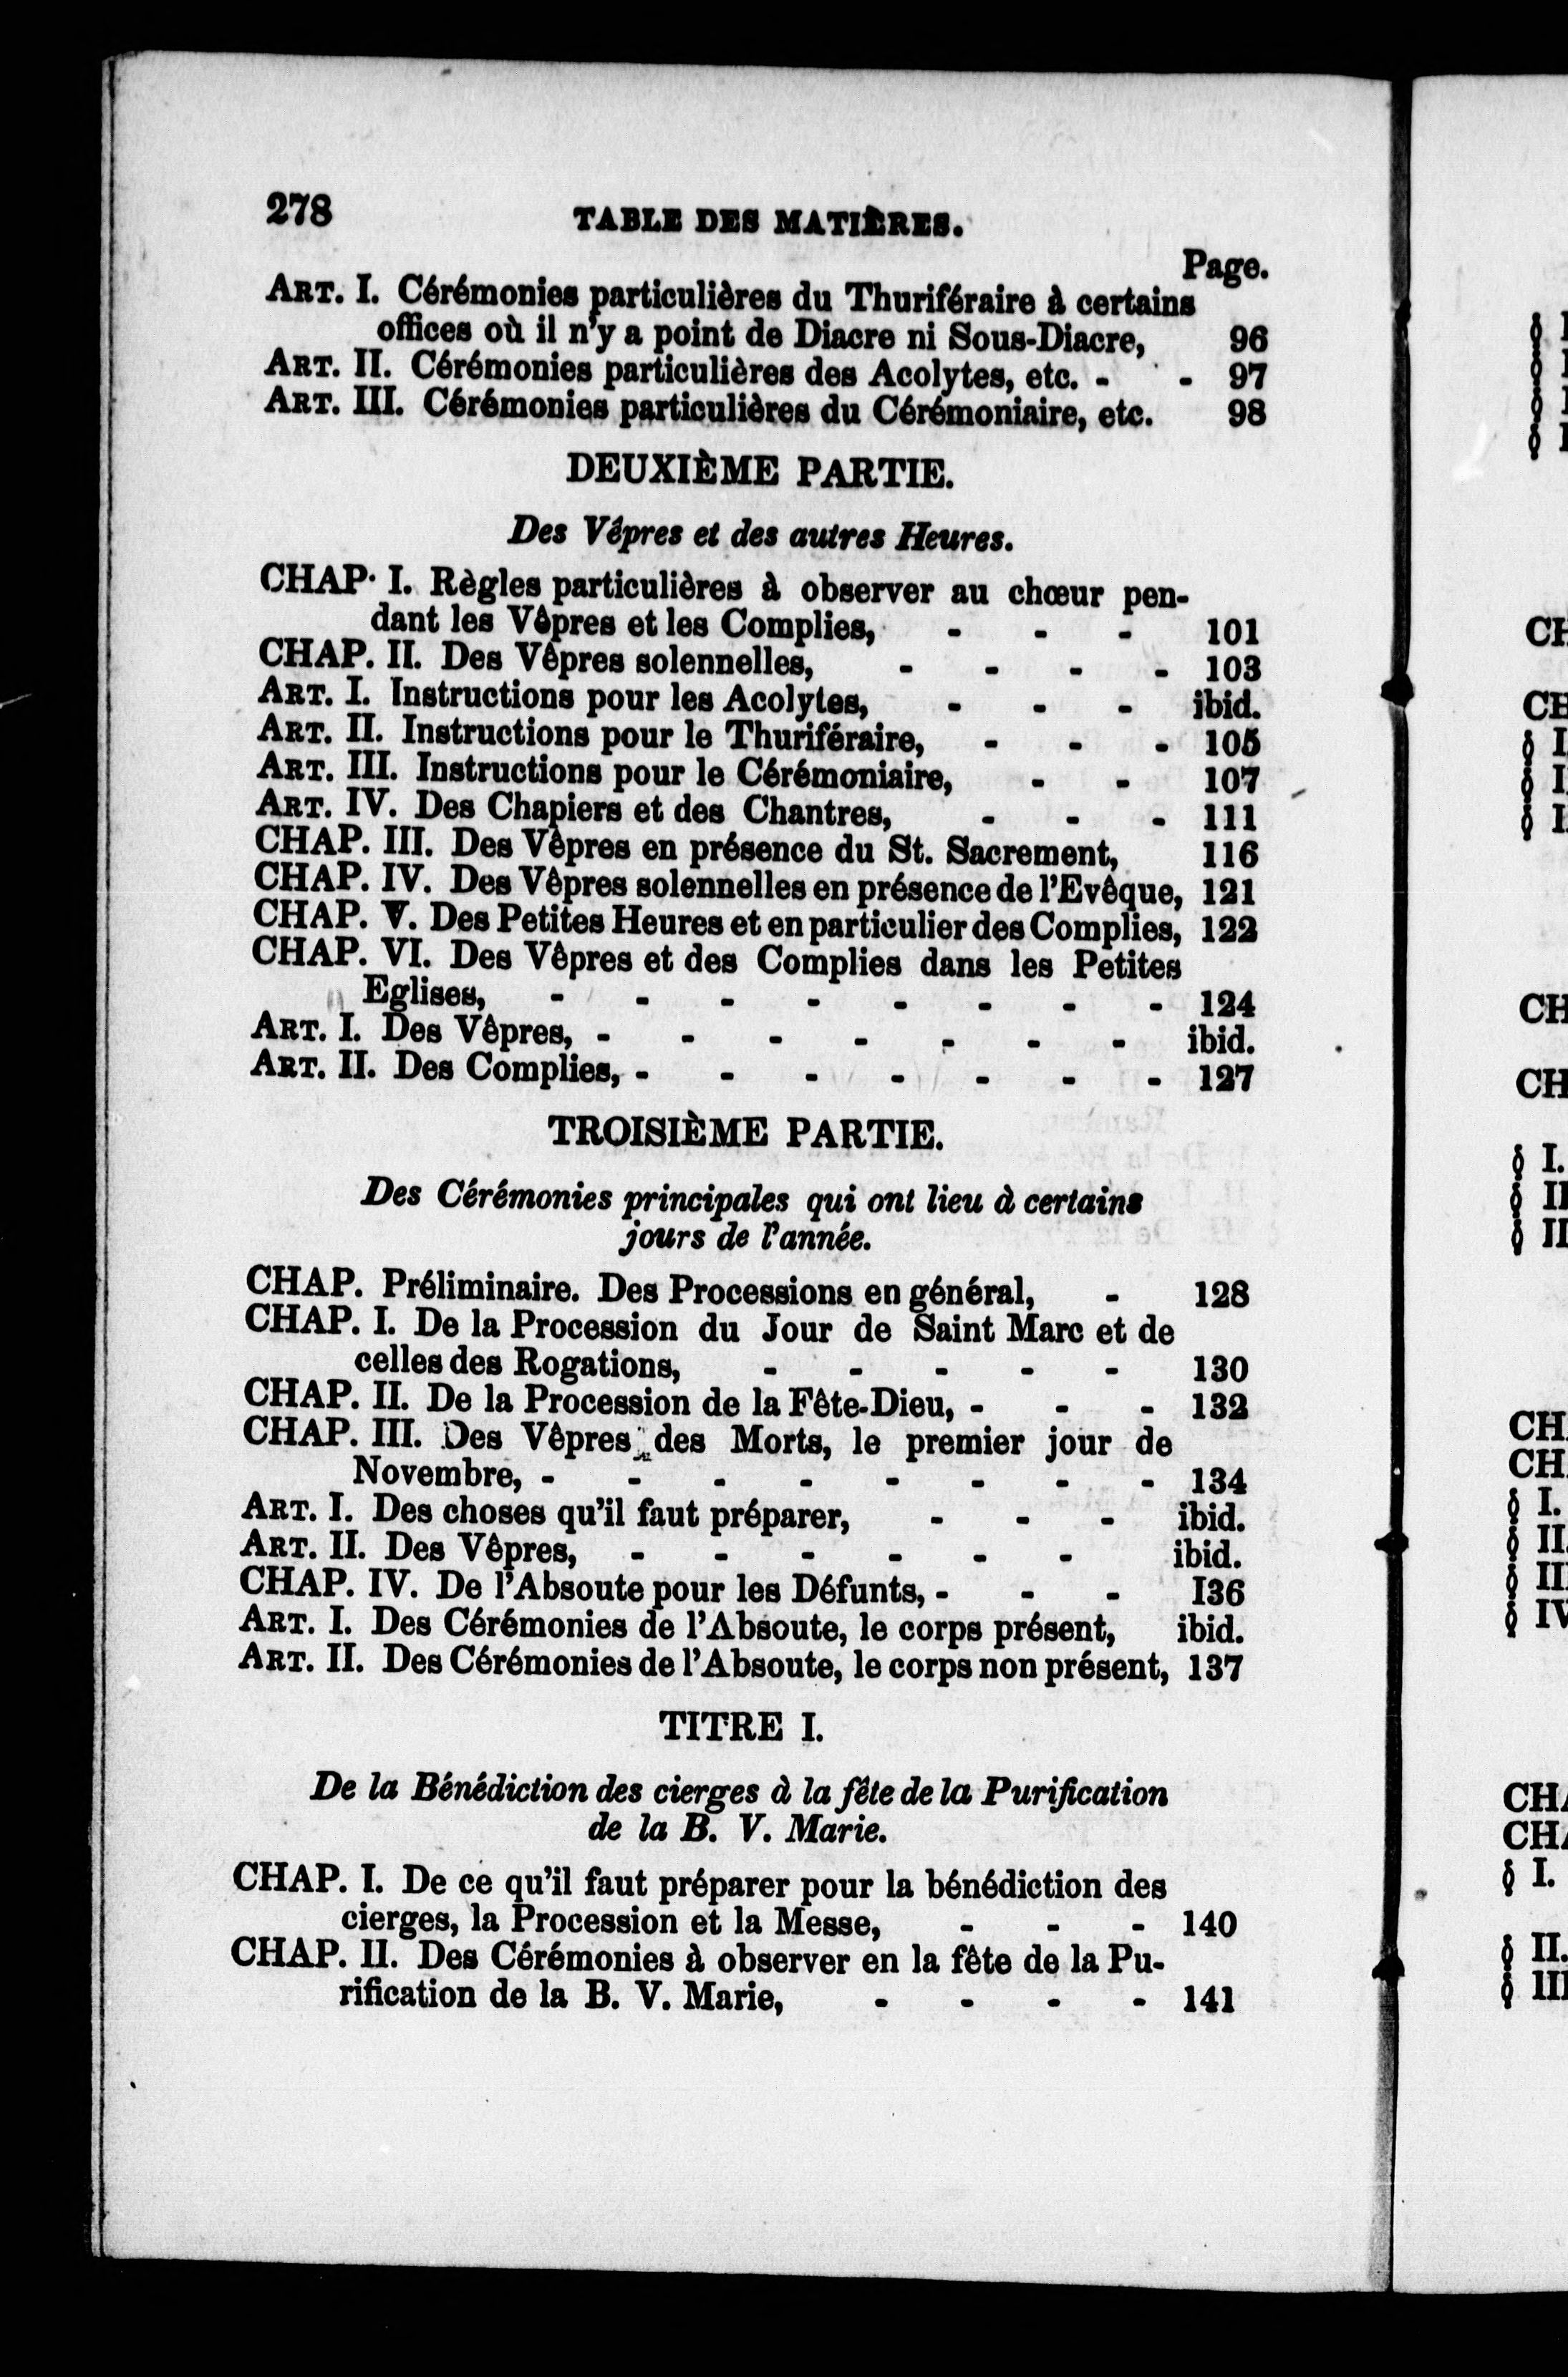 278
TABLE DES MATIÈRES.
Page.
ART. I. Cérémonies particulières du Thuriféraire à certains
offices où il n'y a point de Diacre ni Sous-Diacre, 96
ART. II. Cérémonies particulières des Acolytes, etc. - - 97
ART. III. Cérémonies particulières du Cérémoniaire, etc. 98
DEUXIÈME PARTIE.
Des Vêpres et des autres Heures.
CHAP. I. Règles particulières à observer au chœur pen-
dant les Vêpres et les Complies, - - - 101
CHAP. II. Des Vêpres solennelles, - - - - 103
ART. I. Instructions pour les Acolytes, - - - ibid.
ART. II. Instructions pour le Thuriféraire, - - - 105
ART. III. Instructions pour le Cérémoniaire, - - 107
ART. IV. Des Chapiers et des Chantres, - - - 111
CHAP. III. Des Vêpres en présence du St. Sacrement, 116
CHAP. IV. Des Vêpres solennelles en présence de l'Evêque, 121
CHAP. V. Des Petites Heures et en particulier des Complies, 122
CHAP. VI. Des Vêpres et des Complies dans les Petites
Eglises, - - - - - - - - 124
ART. I. Des Vêpres, - - - - - - - ibid.
ART. II. Des Complies, - - - - - - - 127
TROISIÈME PARTIE.
Des Cérémonies principales qui ont lieu à certains
jours de l'année.
CHAP. Préliminaire. Des Processions en général, - 128
CHAP. I. De la Procession du Jour de Saint Marc et de
celles des Rogations, - - - - - 130
CHAP. II. De la Procession de la Fête-Dieu, - - - 132
CHAP. III. Des Vêpres des Morts, le premier jour de
Novembre, - - - - - - - - 134
ART. I. Des choses qu'il faut préparer, - - - ibid.
ART. II. Des Vêpres, - - - - - - ibid.
CHAP. IV. De l'Absoute pour les Défunts, - - - I36
ART. I. Des Cérémonies de l'Absoute, le corps présent, ibid.
ART. II. Des Cérémonies de l'Absoute, le corps non présent, 137
TITRE I.
De la Bénédiction des cierges à la fête de la Purification
de la B. V. Marie.
CHAP. I. De ce qu'il faut préparer pour la bénédiction des
cierges, la Procession et la Messe, - - - 140
CHAP. II. Des Cérémonies à observer en la fête de la Pu-
rification de la B. V. Marie, - - - - 141